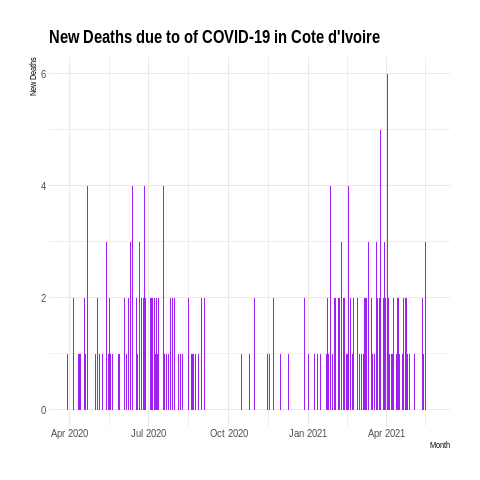 New Deaths due to of COVID-19 in Cote d'Ivoire
New Deaths
6
4
2
0
Apr 2020 Jul 2020 Oct 2020 Jan 2021 Apr 2021
Month